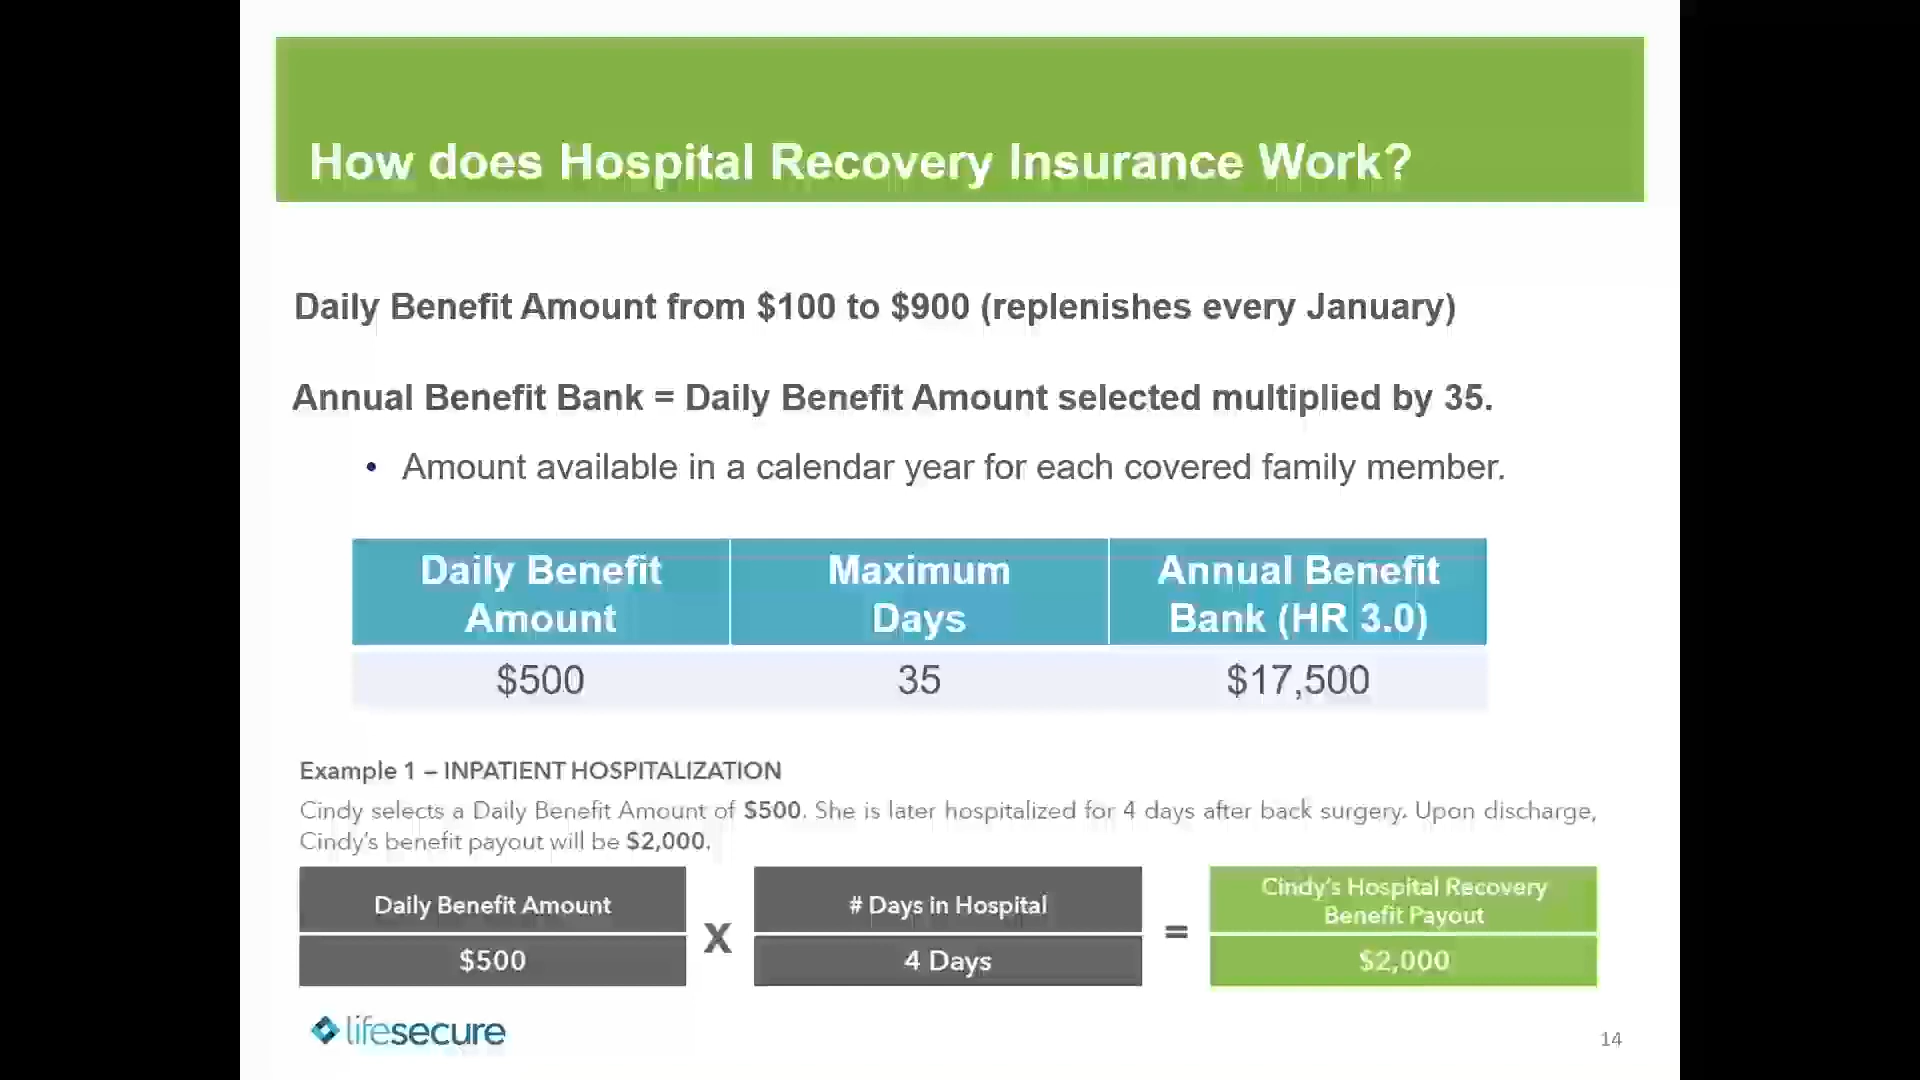 How does Hospital Recovery Insurance Work?
Daily Benefit Amount from $100 to $900 (replenishes every January)
Annual Benefit Bank = Daily Benefit Amount selected multiplied by 35.
• Amount available in a calendar year for each covered family member.
Daily Benefit Amount
Maximum Days
Annual Benefit Bank (HR 3.0)
$500
35
$17,500
Example 1 – INPATIENT HOSPITALIZATION
Cindy selects a Daily Benefit Amount of $500. She is later hospitalized for 4 days after back surgery. Upon discharge,
Cindy's benefit payout will be $2,000.
Daily Benefit Amount
$500
X
# Days in Hospital
4 Days
=
Cindy's Hospital Recovery
Benefit Payout
$2,000
lifesecure
14